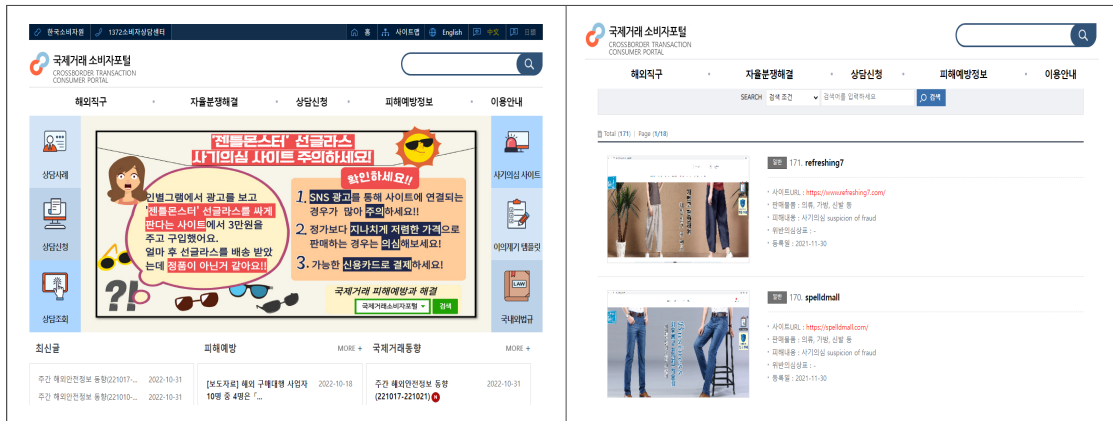 한국소비자원 1372소비자상담센터 홈 사이트맵 English 中文 日語
국제거래 소비자포털
CROSSBORDER TRANSACTION
CONSUMER PORTAL
해외직구 자율분쟁해결 상담신청 피해예방정보 이용안내
상담사례
상담신청
상담조회
'젠틀몬스터' 선글라스
사기의심 사이트 주의하세요!
인별그램에서 광고를 보고
'젠틀몬스터' 선글라스를 싸게
판다는 사이트에서 3만원을
주고 구입했어요.
얼마 후 선글라스를 배송 받았
는데 정품이 아닌거 같아요!!
?!
확인하세요!!
1. SNS 광고를 통해 사이트에 연결되는
경우가 많아 주의하세요!!
2. 정가보다 지나치게 저렴한 가격으로
판매하는 경우는 의심해보세요!
3. 가능한 신용카드로 결제하세요!
국제거래 피해예방과 해결
국제거래소비자포털 검색
사기의심 사이트
이의제기 템플릿
LAW
국내외법규
최신글
주간 해외안전정보 동향(221017-... 2022-10-31
주간 해외안전정보 동향(221010-... 2022-10-31
피해예방 MORE +
[보도자료] 해외 구매대행 사업자 2022-10-18
10명 중 4명은 「...
국제거래동향 MORE +
주간 해외안전정보 동향 2022-10-31
(221017-221021) N
국제거래 소비자포털
CROSSBORDER TRANSACTION
CONSUMER PORTAL
해외직구 자율분쟁해결 상담신청 피해예방정보 이용안내
SEARCH 검색 조건 검색어를 입력하세요 검색
Total (171) | Page (1/18)
일반 171. refreshing7
사이트URL : https://www.refreshing7.com/
판매물품 : 의류, 가방, 신발 등
피해내용 : 사기의심 suspicion of fraud
위반의심상표 : -
등록일 : 2021-11-30
일반 170. spelldmall
사이트URL : https://spelldmall.com/
판매물품 : 의류, 가방, 신발 등
피해내용 : 사기의심 suspicion of fraud
위반의심상표 : -
등록일 : 2021-11-30